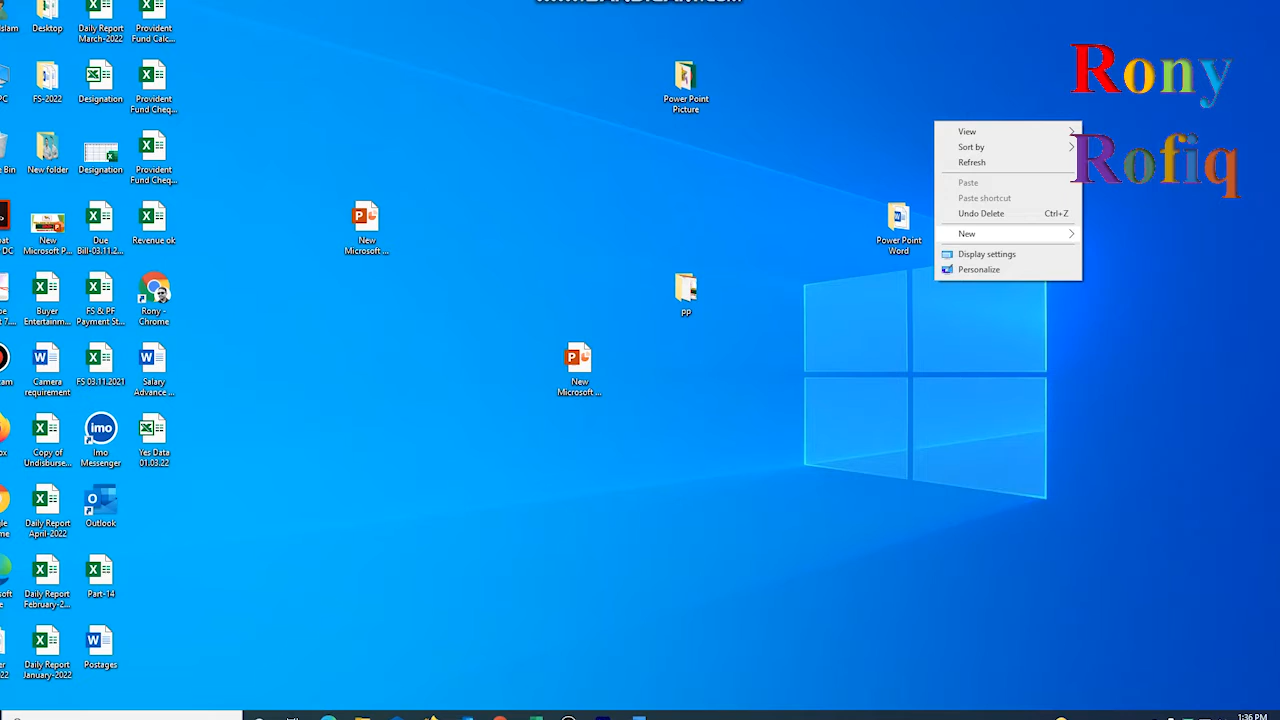 Desktop
Daily Report
March-2022
Provident
Fund Calc...
Rony
Rofiq
FS-2022
Designation
Provident
Fund Cheq...
Power Point
Picture
View
Sort by
Refresh
Paste
Paste shortcut
Undo Delete Ctrl+Z
New
Display settings
Personalize
New folder
Designation
Provident
Fund Cheq...
New
Microsoft P...
Due
Bill-03.11.2...
Revenue ok
New
Microsoft ...
Power Point
Word
Buyer
Entertainm...
FS & PF
Payment St...
Rony -
Chrome
pp
Camera
requirement
FS 03.11.2021
Salary
Advance ...
New
Microsoft ...
Copy of
Undisburse...
imo
Imo
Messenger
Yes Data
01.03.22
Daily Report
April-2022
Outlook
Daily Report
February-2...
Part-14
Daily Report
January-2022
Postages
1:36 PM